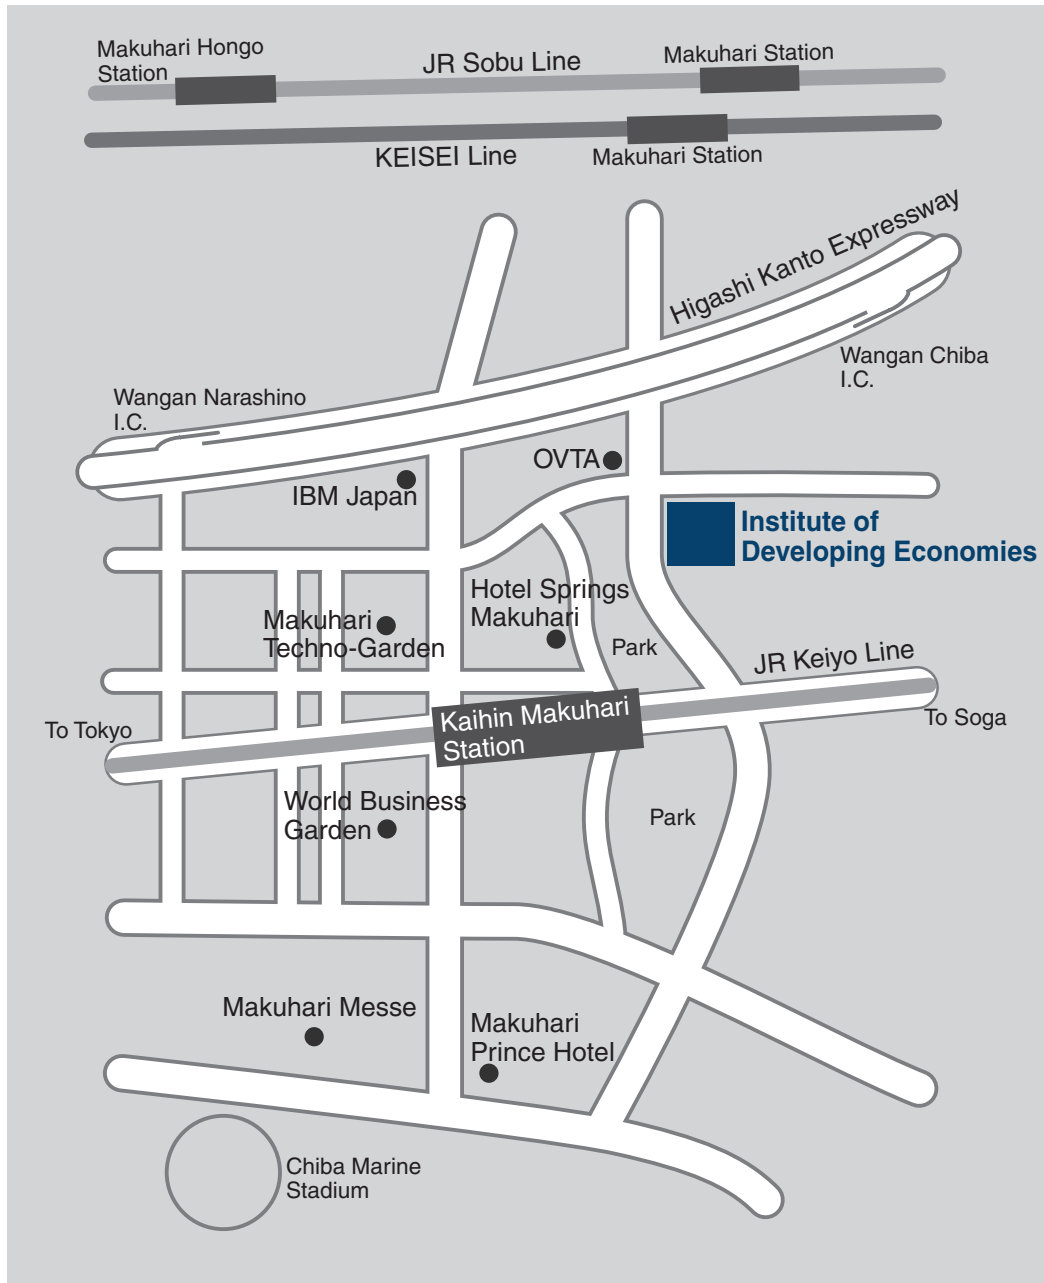 Makuhari Hongo
Station
JR Sobu Line
Makuhari Station
KEISEI Line
Makuhari Station
Higashi Kanto Expressway
Wangan Chiba
I.C.
Wangan Narashino
I.C.
OVTA
IBM Japan
Institute of
Developing Economies
Hotel Springs
Makuhari
Makuhari
Techno-Garden
Park
JR Keiyo Line
To Tokyo
Kaihin Makuhari
Station
To Soga
World Business
Garden
Park
Makuhari Messe
Makuhari
Prince Hotel
Chiba Marine
Stadium